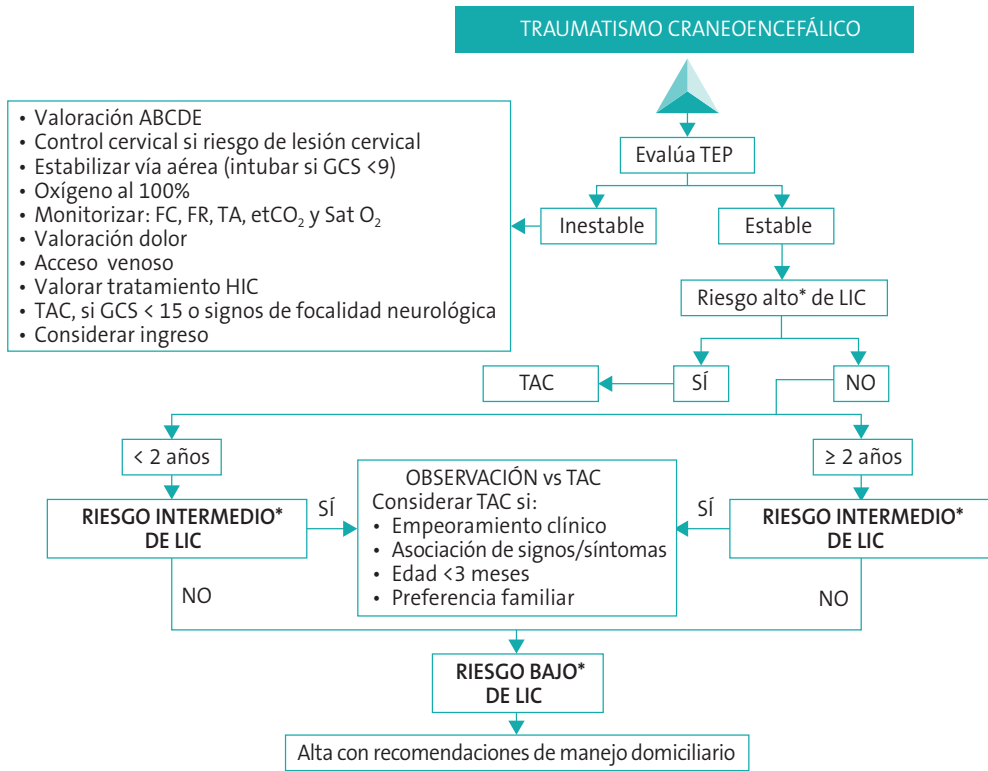 TRAUMATISMO CRANEOENCEFÁLICO
Evalúa TEP
Inestable
Estable
• Valoración ABCDE
• Control cervical si riesgo de lesión cervical
• Estabilizar vía aérea (intubar si GCS <9)
• Oxígeno al 100%
• Monitorizar: FC, FR, TA, etCO₂ y Sat O₂
• Valoración dolor
• Acceso venoso
• Valorar tratamiento HIC
• TAC, si GCS < 15 o signos de focalidad neurológica
• Considerar ingreso
Riesgo alto* de LIC
TAC
SÍ
NO
< 2 años
≥ 2 años
RIESGO INTERMEDIO*
DE LIC
SÍ
OBSERVACIÓN vs TAC
Considerar TAC si:
• Empeoramiento clínico
• Asociación de signos/síntomas
• Edad <3 meses
• Preferencia familiar
SÍ
RIESGO INTERMEDIO*
DE LIC
NO
NO
RIESGO BAJO*
DE LIC
Alta con recomendaciones de manejo domiciliario